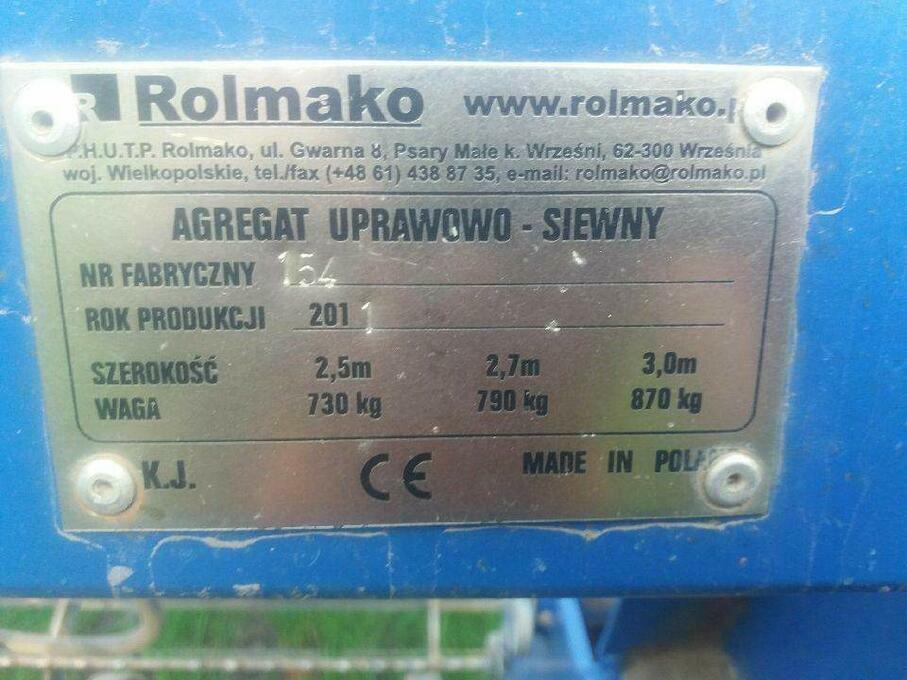 R Rolmako www.rolmako.p
P.H.U.T.P. Rolmako, ul. Gwarna 8, Psary Małe k. Wrześni, 62-300 Września
woj. Wielkopolskie, tel./fax (+48 61) 438 87 35, e-mail: rolmako@rolmako.pl
AGREGAT UPRAWOWO - SIEWNY
NR FABRYCZNY 154
ROK PRODUKCJI 2011
SZEROKOŚĆ 2,5m 2,7m 3,0m
WAGA 730 kg 790 kg 870 kg
K.J. CE MADE IN POLAND